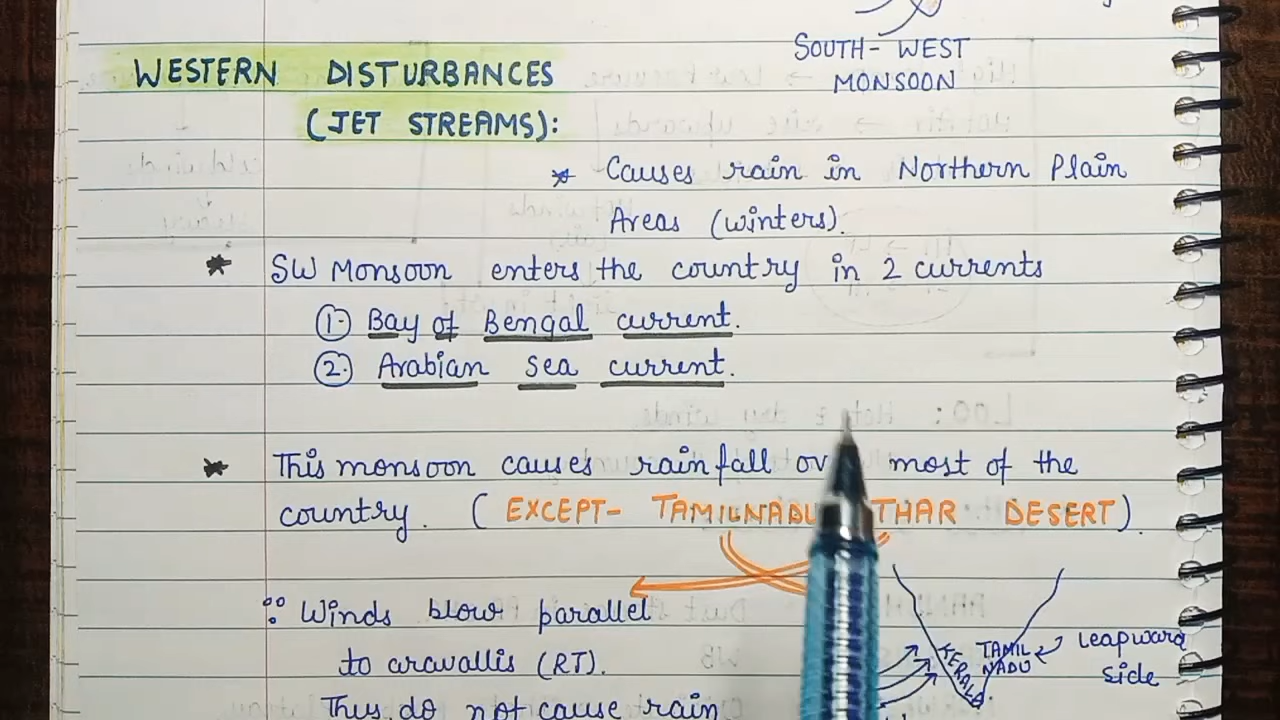 SOUTH-WEST
MONSOON
WESTERN DISTURBANCES
(JET STREAMS):
* Causes rain in Northern Plain
Areas (winters).
* SW Monsoon enters the country in 2 currents
1. Bay of Bengal current.
2. Arabian Sea current.
* This monsoon causes rainfall most of the
country. (EXCEPT- TAMILNADU THAR DESERT).
Winds blow parallel
to aravallis (RT).
Thus do not cause rain
KERALA
TAMIL
NADU
Leapward
side